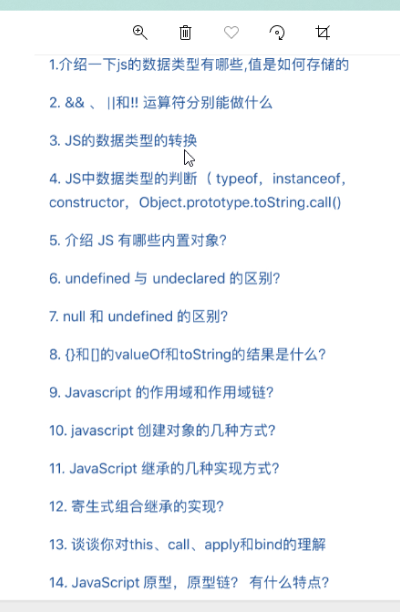 1.介绍一下js的数据类型有哪些,值是如何存储的
2. && 、 ||和!! 运算符分别能做什么
3. JS的数据类型的转换
4. JS中数据类型的判断（ typeof，instanceof，
constructor，Object.prototype.toString.call()
5. 介绍 JS 有哪些内置对象?
6. undefined 与 undeclared 的区别?
7. null 和 undefined 的区别?
8. {}和[]的valueOf和toString的结果是什么?
9. Javascript 的作用域和作用域链?
10. javascript 创建对象的几种方式?
11. JavaScript 继承的几种实现方式?
12. 寄生式组合继承的实现?
13. 谈谈你对this、call、apply和bind的理解
14. JavaScript 原型，原型链? 有什么特点?